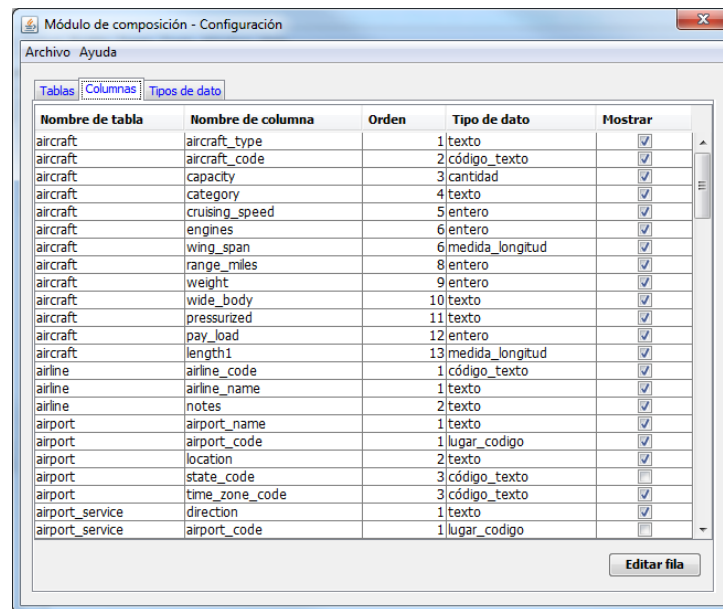 Módulo de composición - Configuración
Archivo Ayuda
Tablas Columnas Tipos de dato
Nombre de tabla Nombre de columna Orden Tipo de dato Mostrar
aircraft aircraft_type 1 texto
aircraft aircraft_code 2 código_texto
aircraft capacity 3 cantidad
aircraft category 4 texto
aircraft cruising_speed 5 entero
aircraft engines 6 entero
aircraft wing_span 6 medida_longitud
aircraft range_miles 8 entero
aircraft weight 9 entero
aircraft wide_body 10 texto
aircraft pressurized 11 texto
aircraft pay_load 12 entero
aircraft length1 13 medida_longitud
airline airline_code 1 código_texto
airline airline_name 1 texto
airline notes 2 texto
airport airport_name 1 texto
airport airport_code 1 lugar_codigo
airport location 2 texto
airport state_code 3 código_texto
airport time_zone_code 3 código_texto
airport_service direction 1 texto
airport_service airport_code 1 lugar_codigo
Editar fila